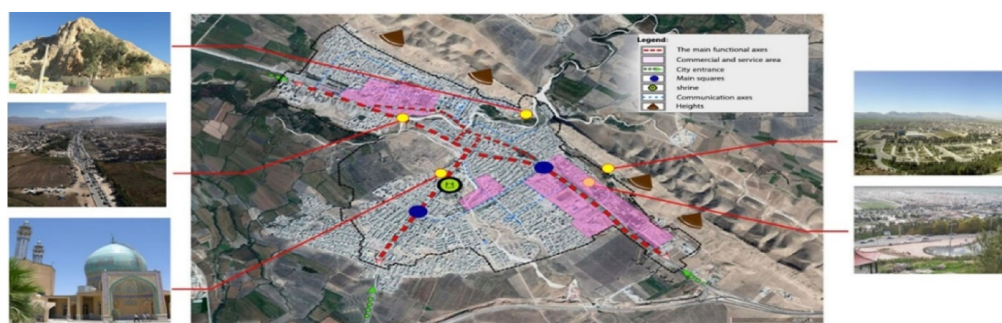 Legend:
The main functional axes
Commercial and service area
City entrance
Main squares
shrine
Communication axes
Heights